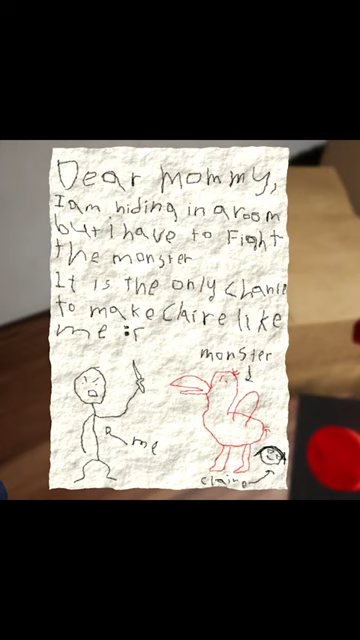 Dear Mommy,
I am hiding in a room
but i have to Fight
the monster
It is the only chance
to make Claire like
me :r
monster
me
claire